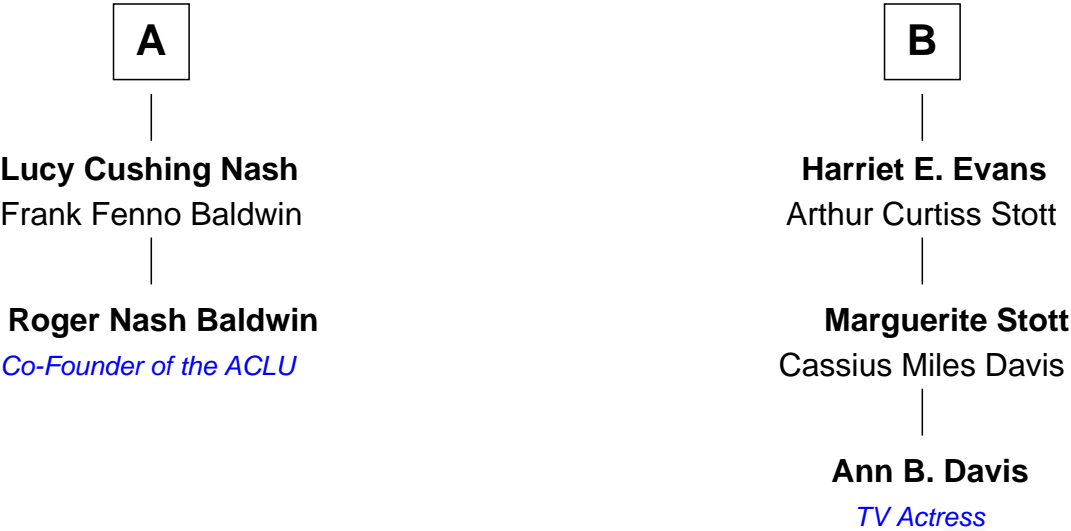 A
Lucy Cushing Nash
Frank Fenno Baldwin
Roger Nash Baldwin
Co-Founder of the ACLU
B
Harriet E. Evans
Arthur Curtiss Stott
Marguerite Stott
Cassius Miles Davis
Ann B. Davis
TV Actress